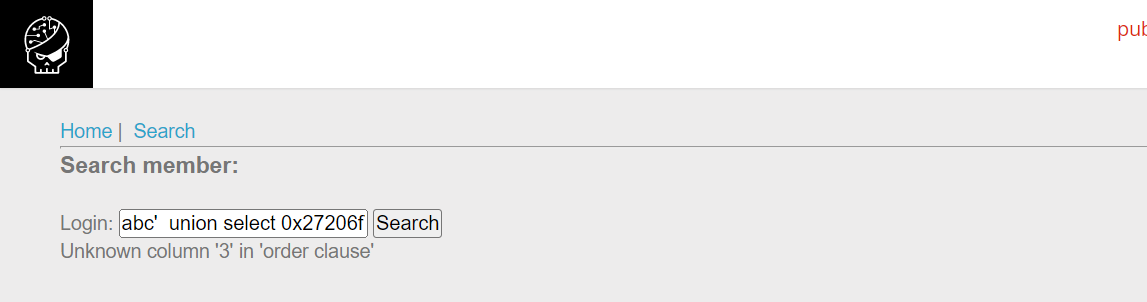 pub
Home | Search
Search member:
Login: abc'  union select 0x27206f Search
Unknown column '3' in 'order clause'